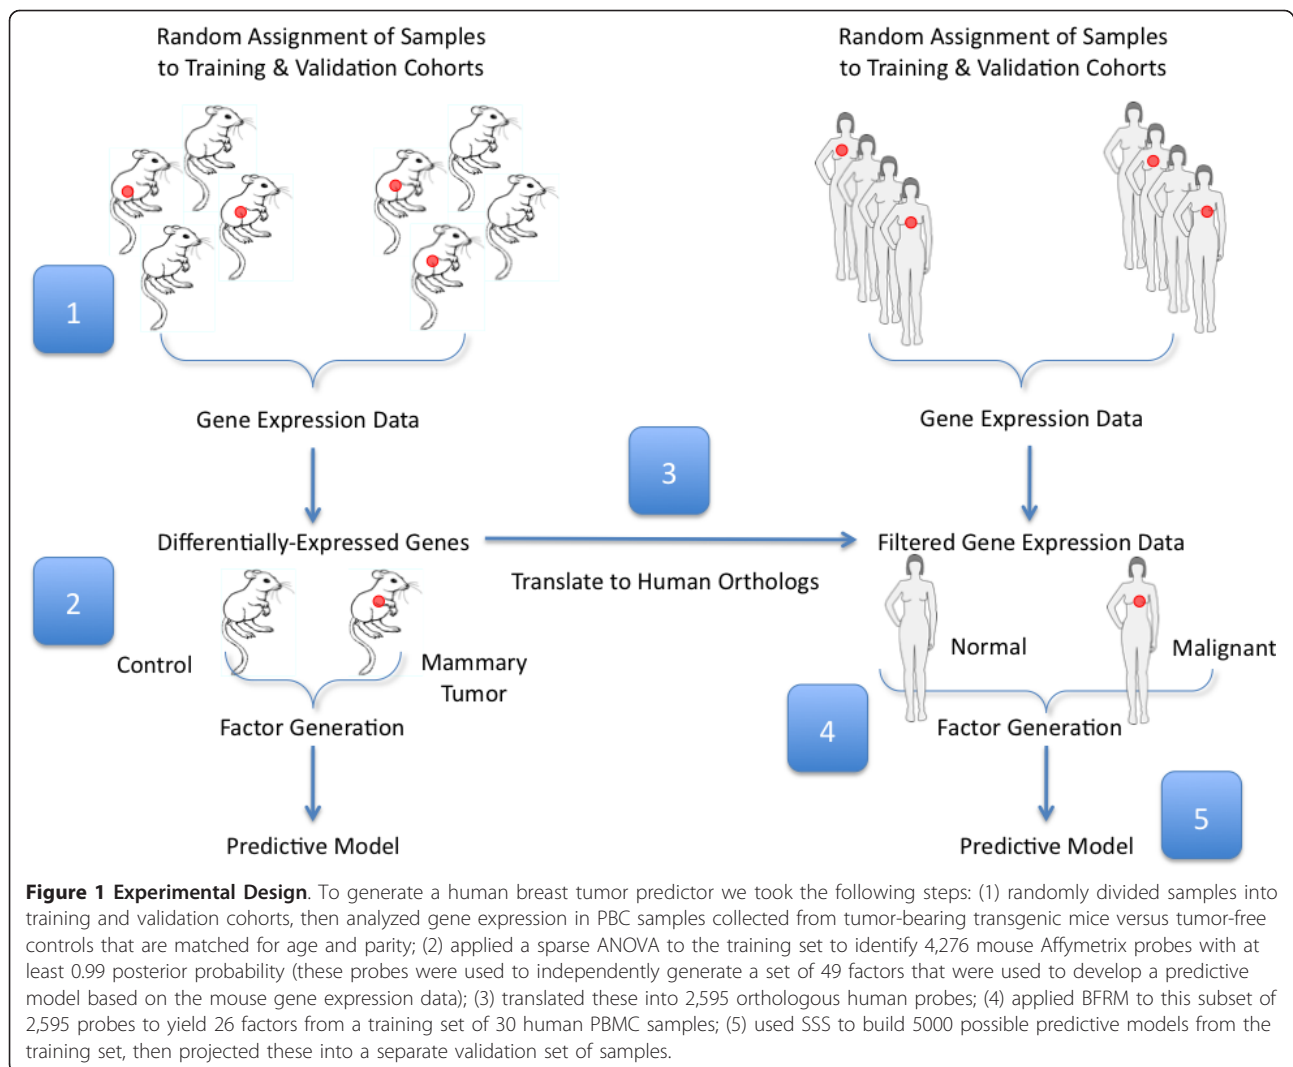 Random Assignment of Samples
to Training & Validation Cohorts
Random Assignment of Samples
to Training & Validation Cohorts
1
Gene Expression Data
Gene Expression Data
3
Differentially-Expressed Genes
Filtered Gene Expression Data
Translate to Human Orthologs
2
Control
Mammary
Tumor
Normal
Malignant
4
Factor Generation
Factor Generation
5
Predictive Model
Predictive Model
Figure 1 Experimental Design. To generate a human breast tumor predictor we took the following steps: (1) randomly divided samples into
training and validation cohorts, then analyzed gene expression in PBC samples collected from tumor-bearing transgenic mice versus tumor-free
controls that are matched for age and parity; (2) applied a sparse ANOVA to the training set to identify 4,276 mouse Affymetrix probes with at
least 0.99 posterior probability (these probes were used to independently generate a set of 49 factors that were used to develop a predictive
model based on the mouse gene expression data); (3) translated these into 2,595 orthologous human probes; (4) applied BFRM to this subset of
2,595 probes to yield 26 factors from a training set of 30 human PBMC samples; (5) used SSS to build 5000 possible predictive models from the
training set, then projected these into a separate validation set of samples.